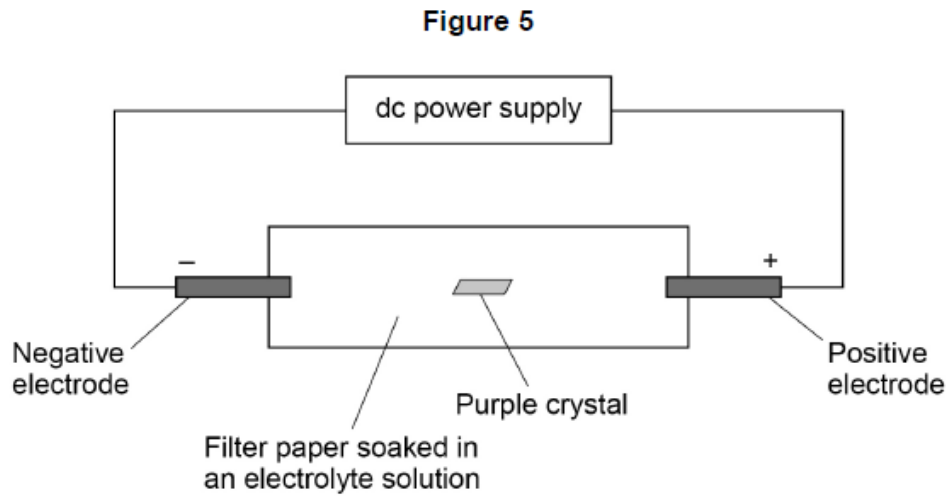 Figure 5
dc power supply
–
+
Negative
electrode
Positive
electrode
Purple crystal
Filter paper soaked in
an electrolyte solution